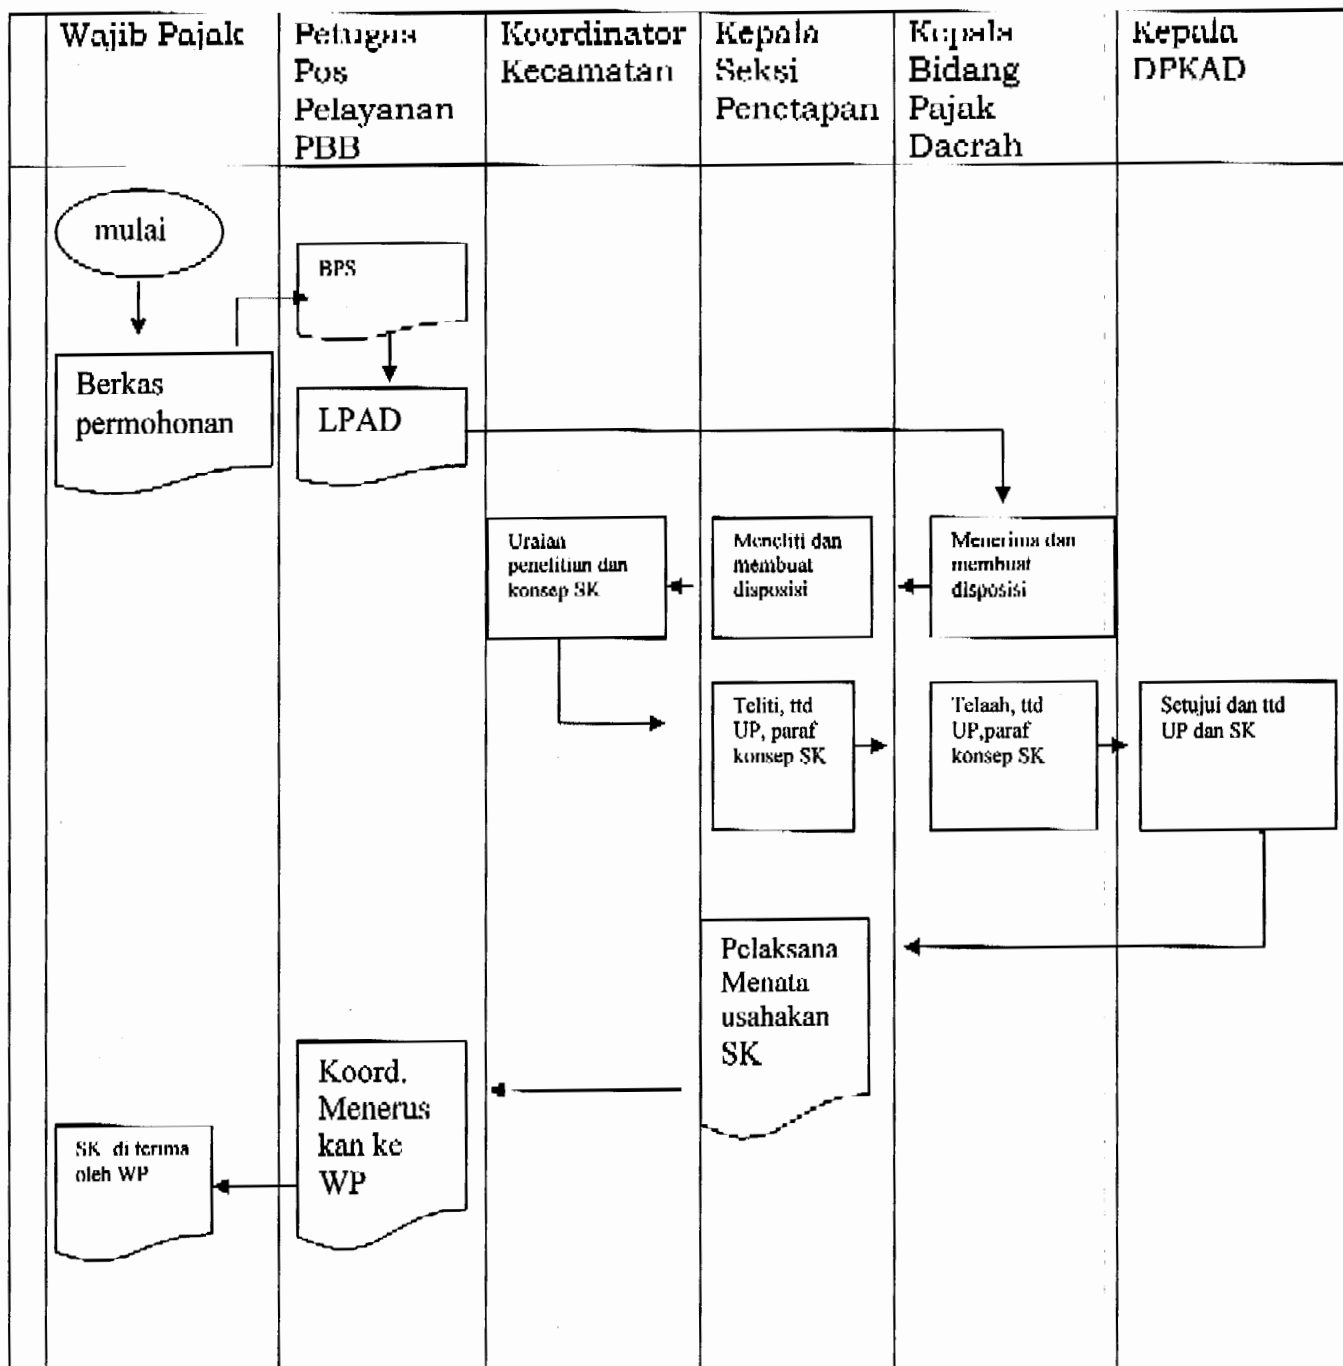 Wajib Pajak
Petugas
Pos
Pelayanan
PBB
Koordinator
Kecamatan
Kepala
Seksi
Penetapan
Kepala
Bidang
Pajak
Daerah
Kepala
DPKAD
mulai
BPS
Berkas
permohonan
LPAD
Uraian
penelitian dan
konsep SK
Meneliti dan
membuat
disposisi
Menerima dan
membuat
disposisi
Teliti, ttd
UP, paraf
konsep SK
Telaah, ttd
UP,paraf
konsep SK
Setujui dan ttd
UP dan SK
Pelaksana
Menata
usahakan
SK
Koord.
Menerus
kan ke
WP
SK di terima
oleh WP